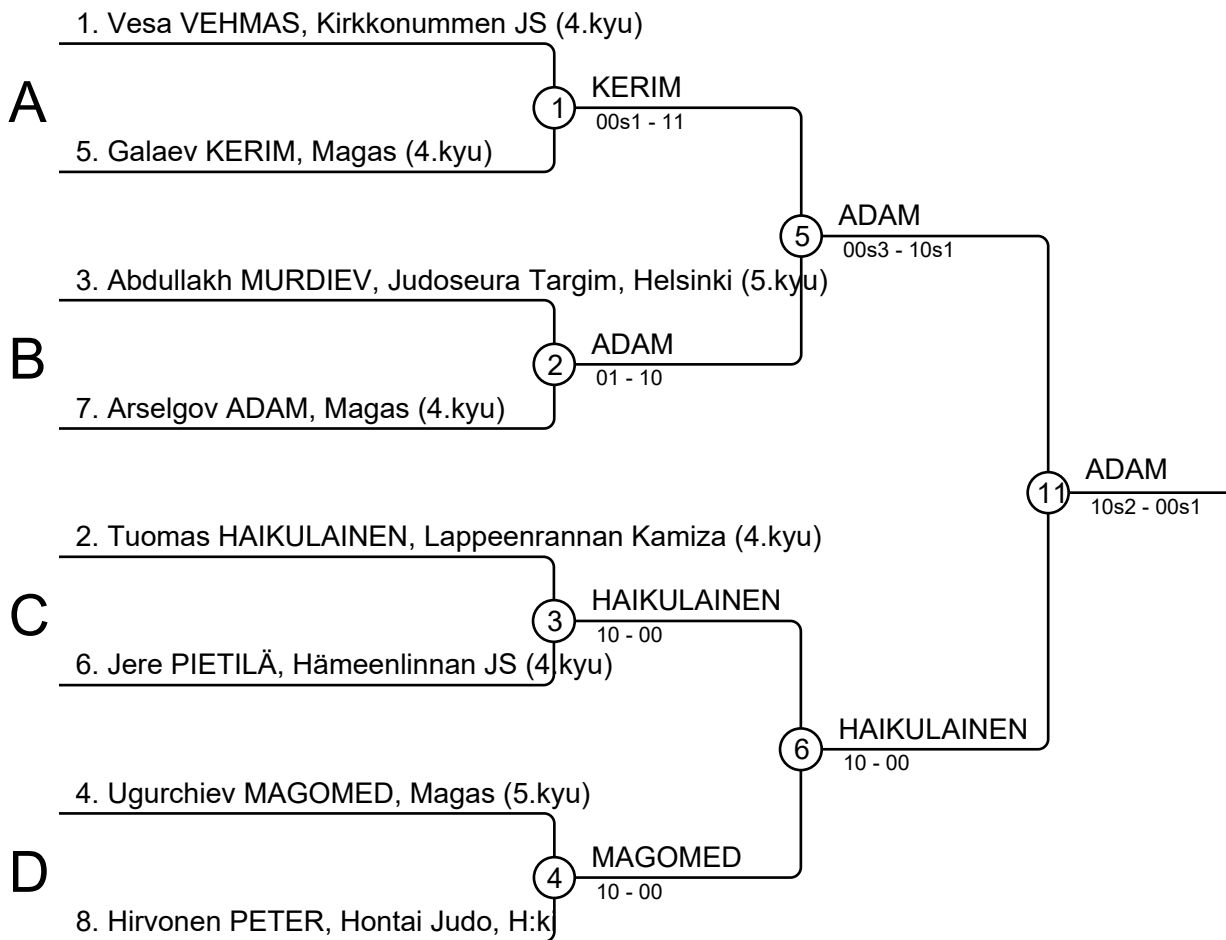 1. Vesa VEHMAS, Kirkkonummen JS (4.kyu)
A
1
KERIM
00s1 - 11
5. Galaev KERIM, Magas (4.kyu)
5
ADAM
00s3 - 10s1
3. Abdullakh MURDIEV, Judoseura Targim, Helsinki (5.kyu)
B
2
ADAM
01 - 10
7. Arselgov ADAM, Magas (4.kyu)
11
ADAM
10s2 - 00s1
2. Tuomas HAIKULAINEN, Lappeenrannan Kamiza (4.kyu)
C
3
HAIKULAINEN
10 - 00
6. Jere PIETILÄ, Hämeenlinnan JS (4.kyu)
6
HAIKULAINEN
10 - 00
4. Ugurchiev MAGOMED, Magas (5.kyu)
D
4
MAGOMED
10 - 00
8. Hirvonen PETER, Hontai Judo, H:ki